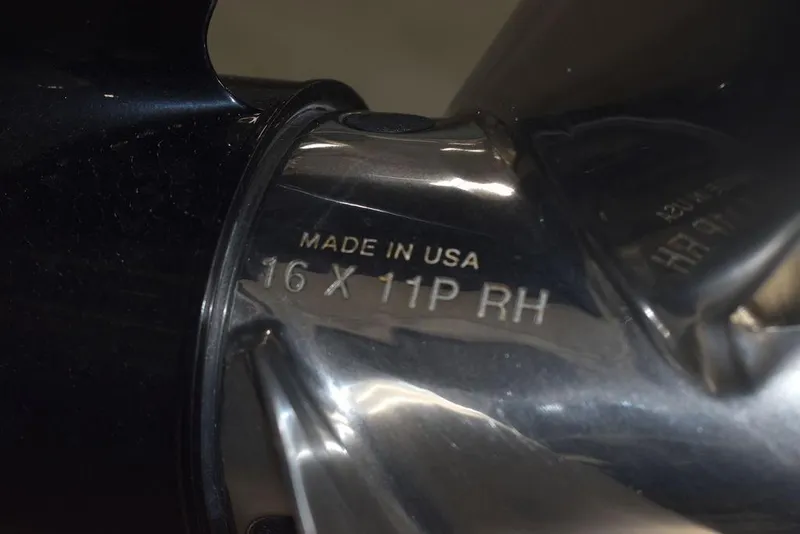 MADE IN USA
16 X 11P RH